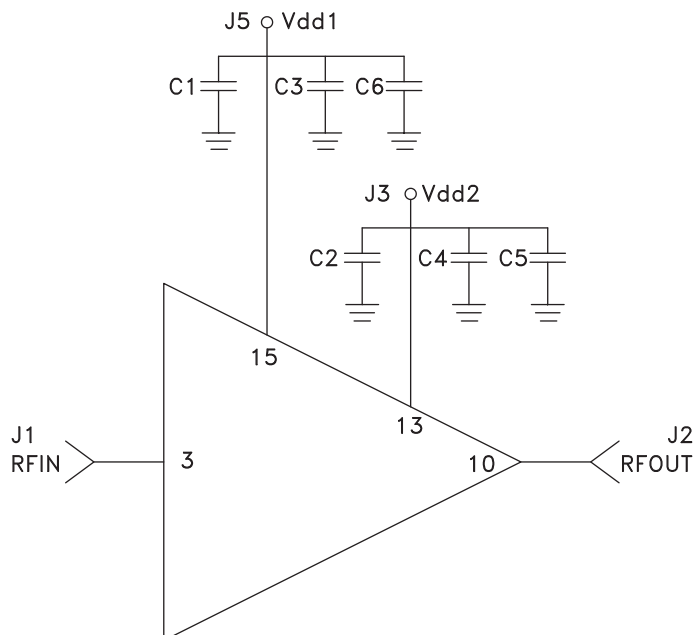 J5 Vdd1
C1 C3 C6
J3 Vdd2
C2 C4 C5
15
13
J1
RFIN
3
10
J2
RFOUT